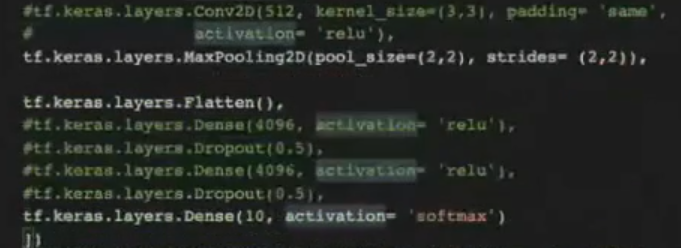 #tf.keras.layers.Conv2D(512, kernel_size=(3,3), padding= 'same',
# activation= 'relu'),
tf.keras.layers.MaxPooling2D(pool_size=(2,2), strides= (2,2)),
tf.keras.layers.Flatten(),
#tf.keras.layers.Dense(4096, activation= 'relu'),
#tf.keras.layers.Dropout(0.5),
#tf.keras.layers.Dense(4096, activation= 'relu'),
#tf.keras.layers.Dropout(0.5),
tf.keras.layers.Dense(10, activation= 'softmax')
])